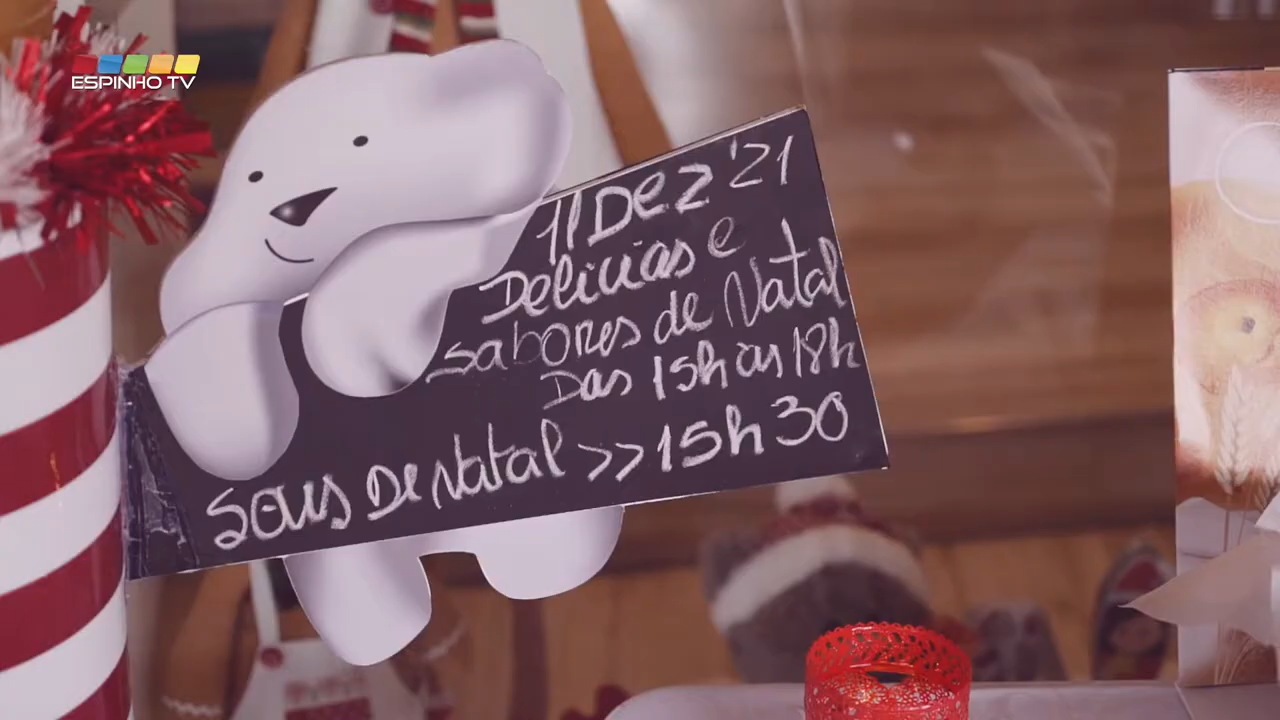 ESPINHO TV
11 Dez '21
Delicias e
sabores de Natal
Das 15h às 18h
Sons De Natal >> 15h30